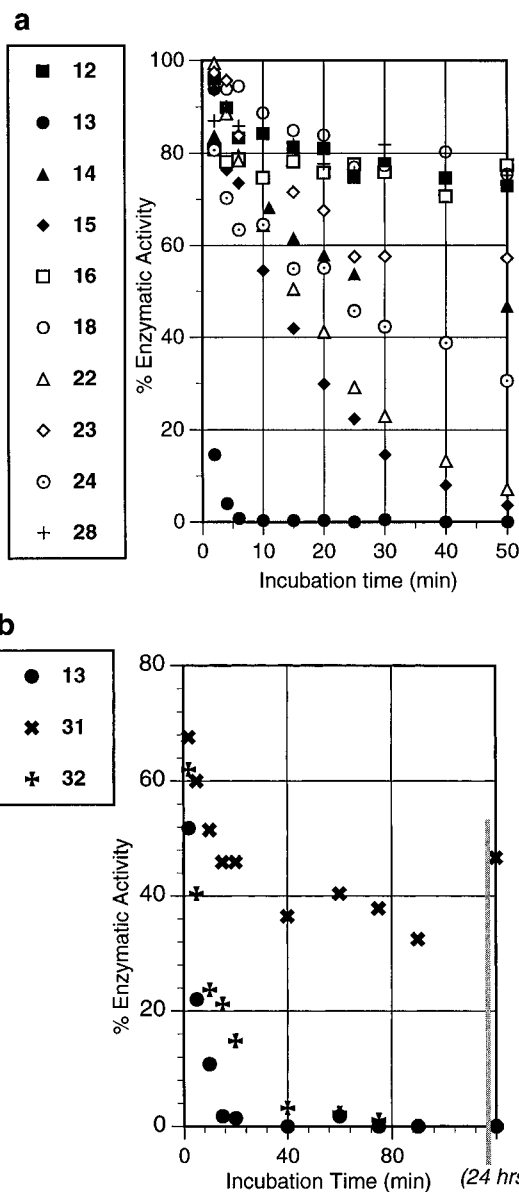 a
12
13
14
15
16
18
22
23
24
28
% Enzymatic Activity
100
80
60
40
20
0
0 10 20 30 40 50
Incubation time (min)
b
13
31
32
% Enzymatic Activity
80
60
40
20
0
0 40 80
Incubation Time (min)
(24 hrs